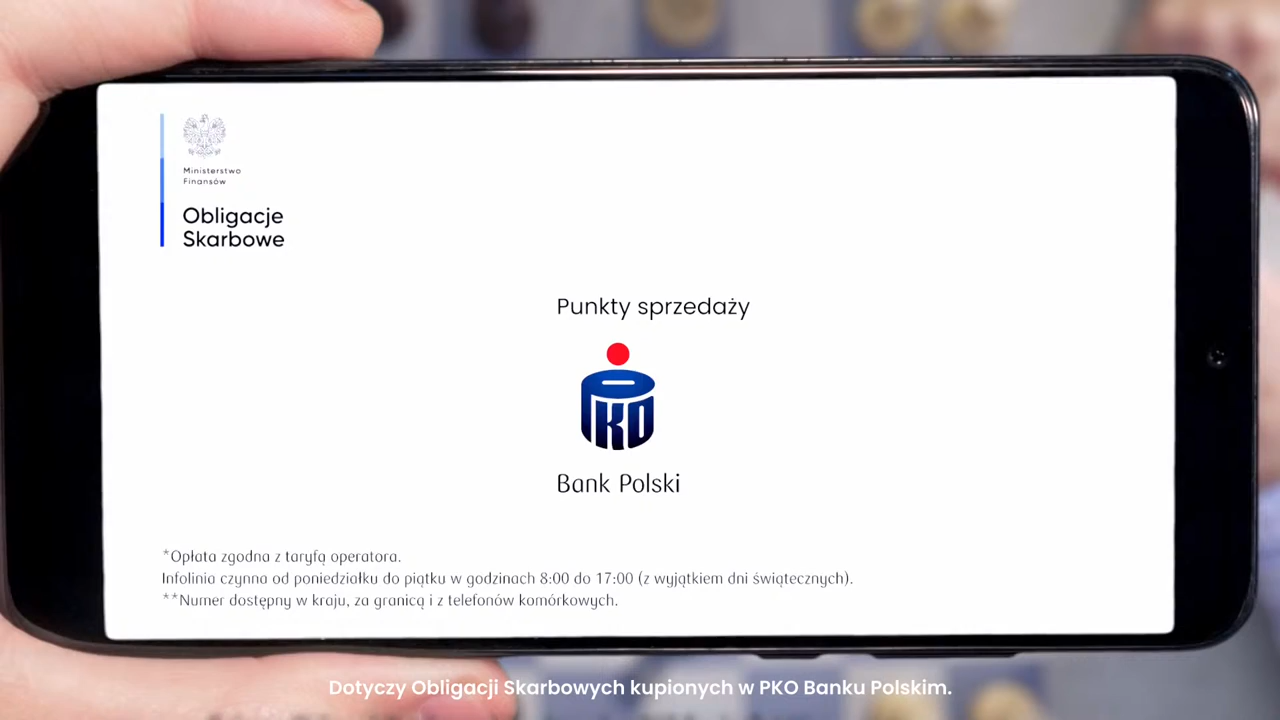 Ministerstwo
Finansów
Obligacje
Skarbowe
Punkty sprzedaży
PKO
Bank Polski
*Opłata zgodna z taryfą operatora.
Infolinia czynna od poniedziałku do piątku w godzinach 8:00 do 17:00 (z wyjątkiem dni świątecznych).
**Numer dostępny w kraju, za granicą i z telefonów komórkowych.
Dotyczy Obligacji Skarbowych kupionych w PKO Banku Polskim.